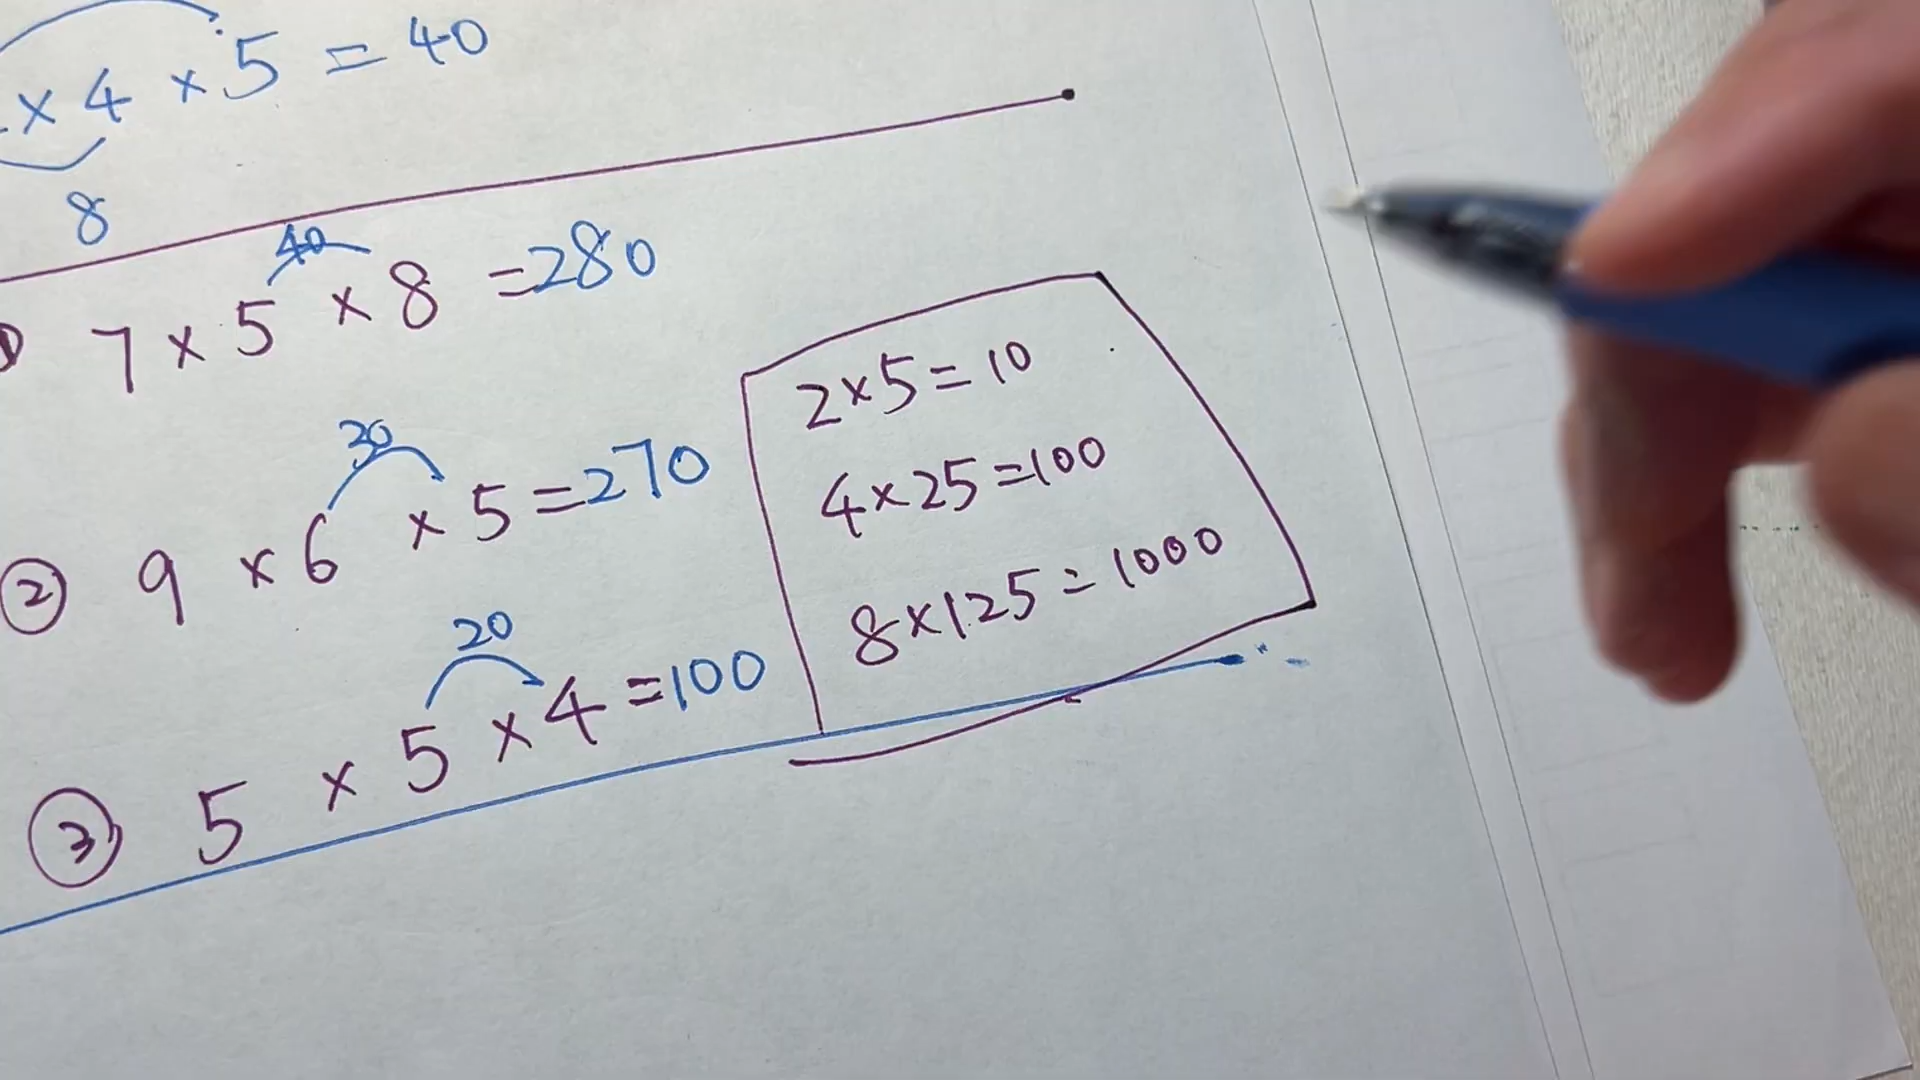 × 4 × 5 = 40
8
40
① 7 × 5 × 8 = 280
30
② 9 × 6 × 5 = 270
20
③ 5 × 5 × 4 = 100
2×5=10
4×25=100
8×125=1000